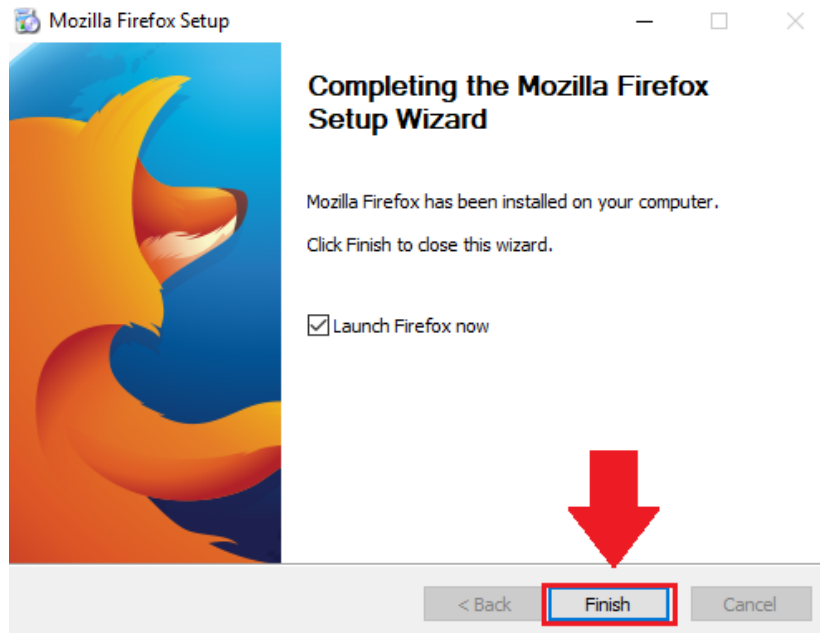 Mozilla Firefox Setup
Completing the Mozilla Firefox
Setup Wizard
Mozilla Firefox has been installed on your computer.
Click Finish to close this wizard.
Launch Firefox now
< Back Finish Cancel